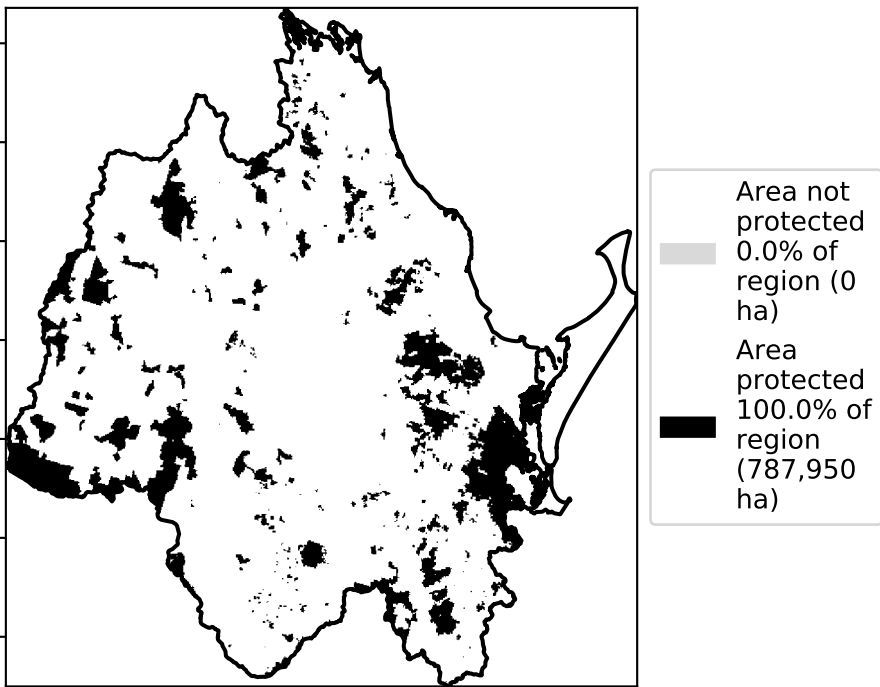 Area not
protected
0.0% of
region (0
ha)
Area
protected
100.0% of
region
(787,950
ha)